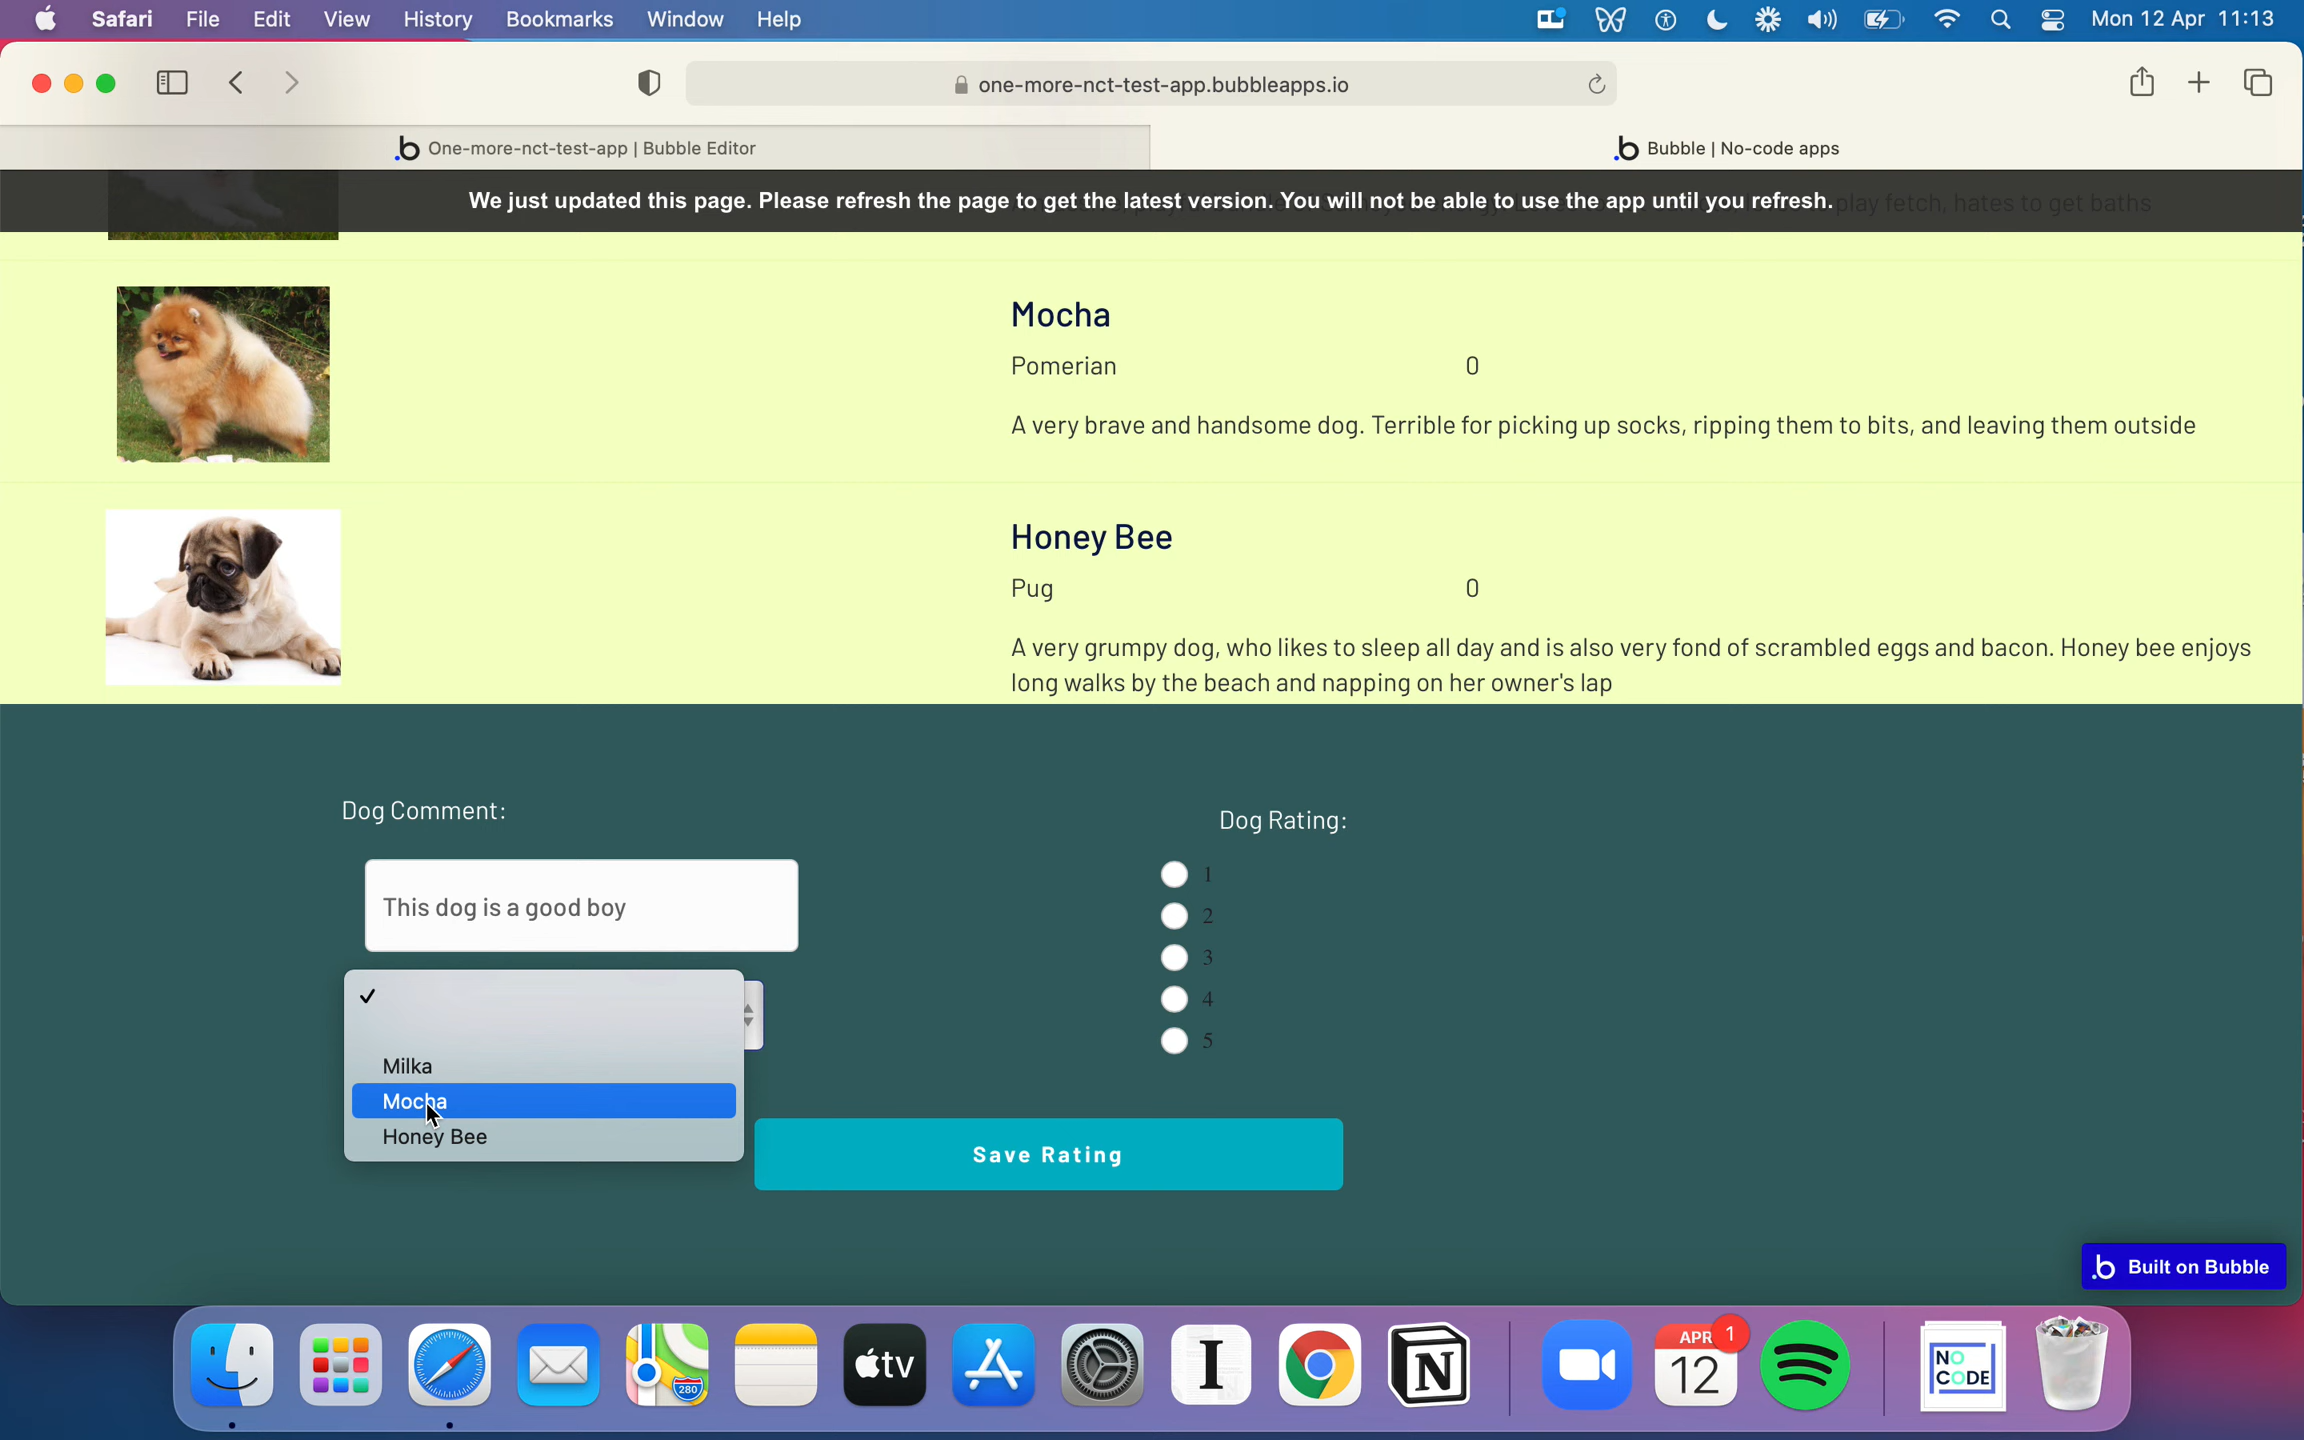 Safari File Edit View History Bookmarks Window Help Mon 12 Apr 11:13
one-more-nct-test-app.bubbleapps.io
.b One-more-nct-test-app | Bubble Editor
.b Bubble | No-code apps
We just updated this page. Please refresh the page to get the latest version. You will not be able to use the app until you refresh.
play fetch, hates to get baths
Mocha
Pomerian 0
A very brave and handsome dog. Terrible for picking up socks, ripping them to bits, and leaving them outside
Honey Bee
Pug 0
A very grumpy dog, who likes to sleep all day and is also very fond of scrambled eggs and bacon. Honey bee enjoys
long walks by the beach and napping on her owner's lap
Dog Comment:
This dog is a good boy
Milka
Mocha
Honey Bee
Dog Rating:
1
2
3
4
5
Save Rating
.b Built on Bubble
280
tv
I
N
APR 1
12
NO
CODE